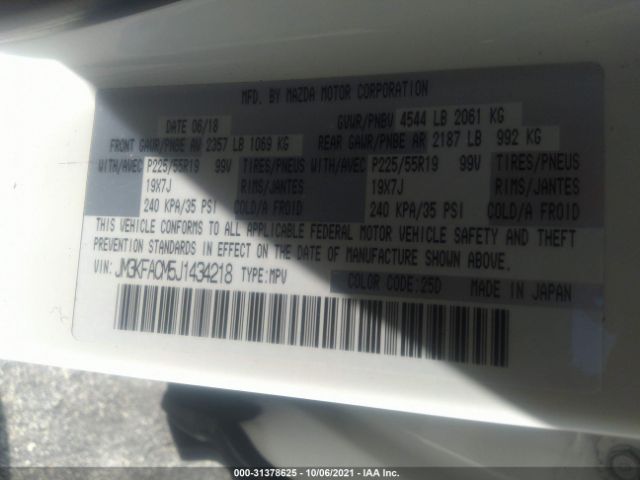 MFD. BY MAZDA MOTOR CORPORATION
DATE 06/18 GVWR/PNBV 4544 LB 2061 KG
FRONT GAWR/PNBE AV 2357 LB 1069 KG REAR GAWR/PNBE AR 2187 LB 992 KG
WITH/AVEC P225/55R19 99V TIRES/PNEUS WITH/AVEC P225/55R19 99V TIRES/PNEUS
19X7J RIMS/JANTES 19X7J RIMS/JANTES
240 KPA/35 PSI COLD/A FROID 240 KPA/35 PSI COLD/A FROID
THIS VEHICLE CONFORMS TO ALL APPLICABLE FEDERAL MOTOR VEHICLE SAFETY AND THEFT
PREVENTION STANDARDS IN EFFECT ON THE DATE OF MANUFACTURE SHOWN ABOVE.
VIN: JM3KFACM5J1434218 TYPE:MPV COLOR CODE:25D MADE IN JAPAN
000-31378625 - 10/06/2021 - IAA Inc.